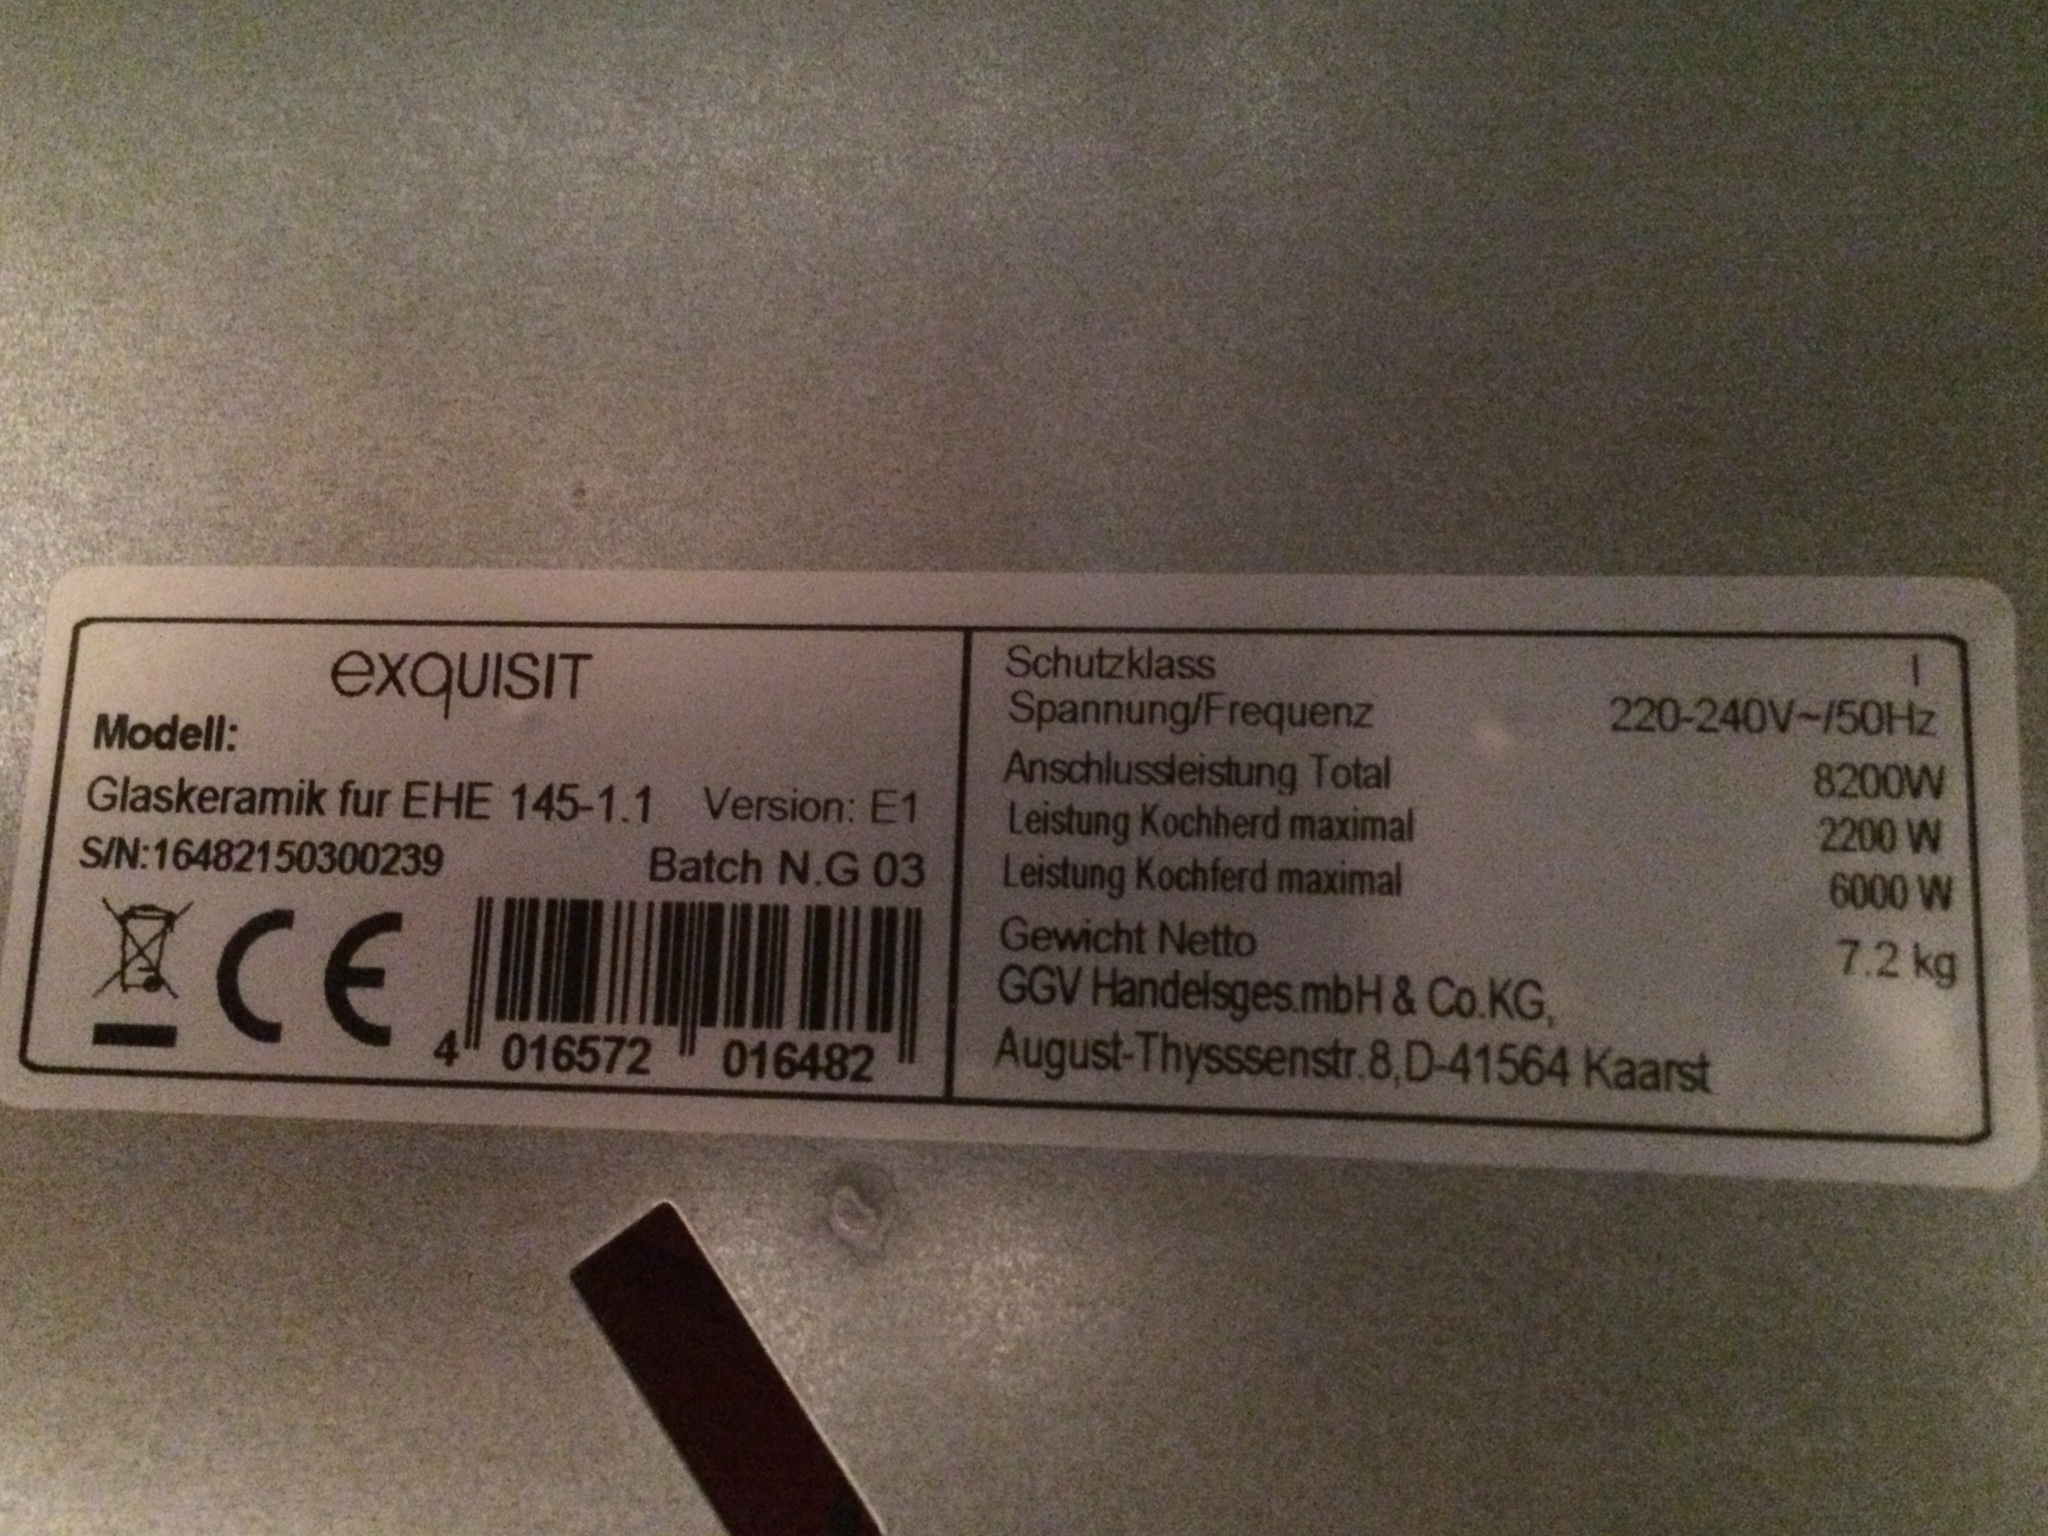 exquisit
Modell:
Glaskeramik fur EHE 145-1.1 Version: E1
S/N:16482150300239
Batch N.G 03
CE
4 016572 016482
Schutzklass I
Spannung/Frequenz 220-240V~/50Hz
Anschlussleistung Total 8200W
Leistung Kochherd maximal 2200 W
Leistung Kochferd maximal 6000 W
Gewicht Netto 7.2 kg
GGV Handelsges.mbH & Co.KG,
August-Thysssenstr.8,D-41564 Kaarst